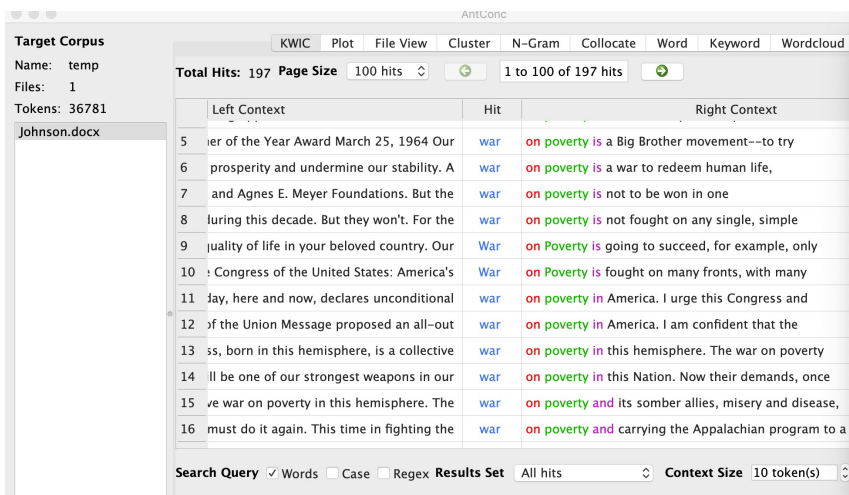 AntConc
Target Corpus
Name: temp
Files: 1
Tokens: 36781
Johnson.docx
KWIC Plot File View Cluster N-Gram Collocate Word Keyword Wordcloud
Total Hits: 197 Page Size 100 hits 1 to 100 of 197 hits
Left Context Hit Right Context
5 er of the Year Award March 25, 1964 Our war on poverty is a Big Brother movement--to try
6 prosperity and undermine our stability. A war on poverty is a war to redeem human life,
7 and Agnes E. Meyer Foundations. But the war on poverty is not to be won in one
8 during this decade. But they won't. For the war on poverty is not fought on any single, simple
9 quality of life in your beloved country. Our War on Poverty is going to succeed, for example, only
10 Congress of the United States: America's War on Poverty is fought on many fronts, with many
11 day, here and now, declares unconditional war on poverty in America. I urge this Congress and
12 of the Union Message proposed an all-out war on poverty in America. I am confident that the
13 ss, born in this hemisphere, is a collective war on poverty in this hemisphere. The war on poverty
14 ll be one of our strongest weapons in our war on poverty in this Nation. Now their demands, once
15 ve war on poverty in this hemisphere. The war on poverty and its somber allies, misery and disease,
16 must do it again. This time in fighting the war on poverty and carrying the Appalachian program to a
Search Query Words Case Regex Results Set All hits Context Size 10 token(s)